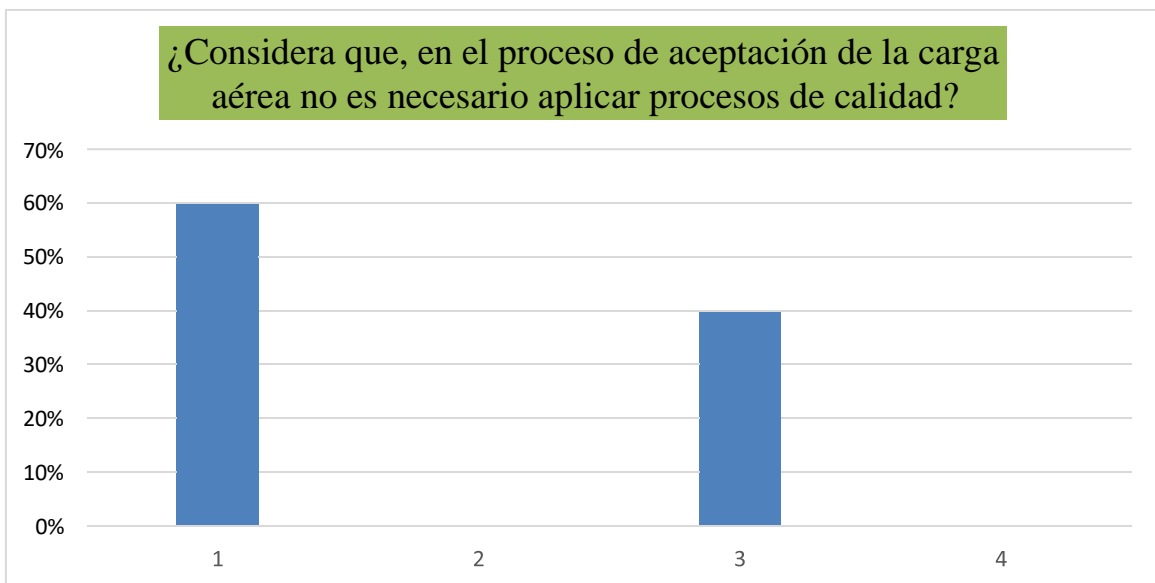 ¿Considera que, en el proceso de aceptación de la carga
aérea no es necesario aplicar procesos de calidad?
70%
60%
50%
40%
30%
20%
10%
0%
1 2 3 4